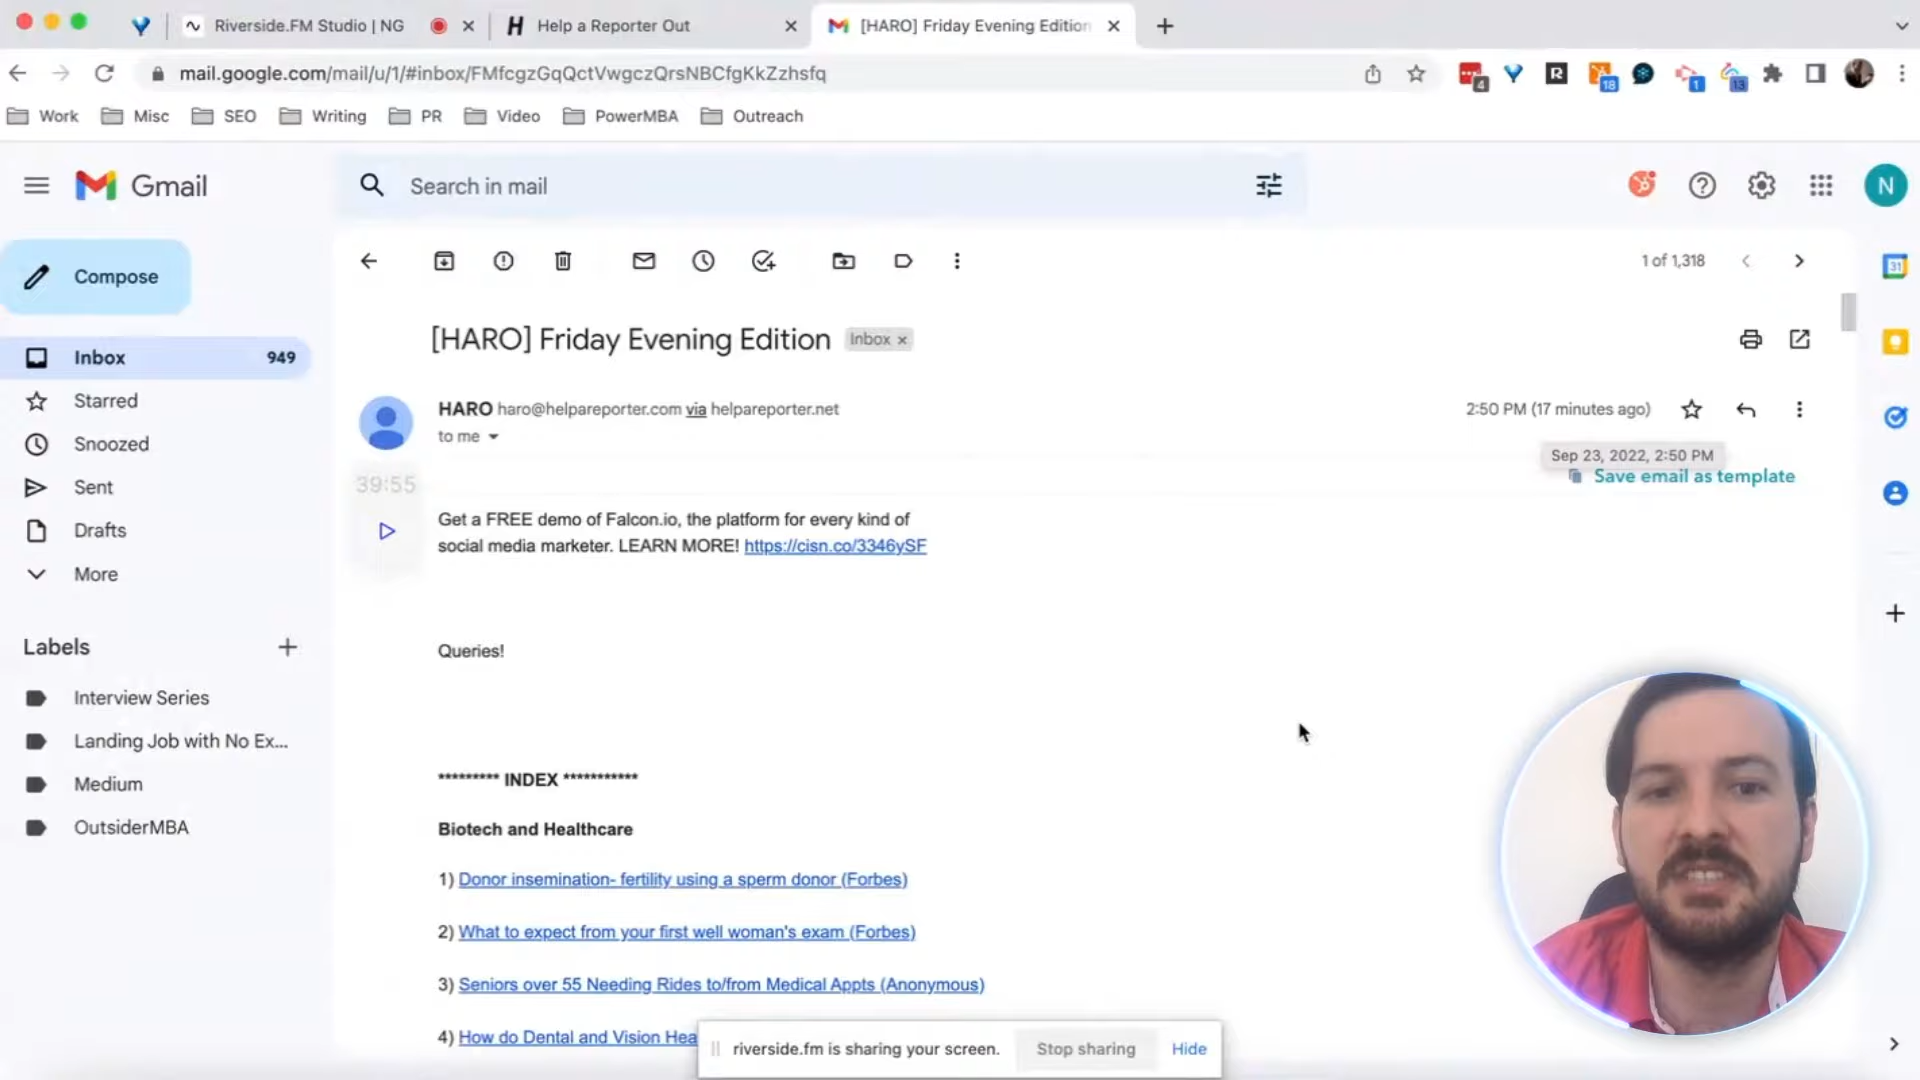 Riverside.FM Studio | NG
Help a Reporter Out
[HARO] Friday Evening Edition
mail.google.com/mail/u/1/#inbox/FMfcgzGqQctVwgczQrsNBCfgKkZzhsfq
4
18
1
13
Work
Misc
SEO
Writing
PR
Video
PowerMBA
Outreach
Gmail
Search in mail
N
Compose
1 of 1,318
31
[HARO] Friday Evening Edition
Inbox x
Inbox 949
Starred
Snoozed
Sent
Drafts
More
HARO haro@helpareporter.com via helpareporter.net
2:50 PM (17 minutes ago)
to me
Sep 23, 2022, 2:50 PM
Save email as template
39:55
Get a FREE demo of Falcon.io, the platform for every kind of
social media marketer. LEARN MORE! https://cisn.co/3346ySF
Queries!
Labels
Interview Series
Landing Job with No Ex...
Medium
OutsiderMBA
********* INDEX ***********
Biotech and Healthcare
1) Donor insemination- fertility using a sperm donor (Forbes)
2) What to expect from your first well woman's exam (Forbes)
3) Seniors over 55 Needing Rides to/from Medical Appts (Anonymous)
4) How do Dental and Vision Hea
riverside.fm is sharing your screen.
Stop sharing
Hide